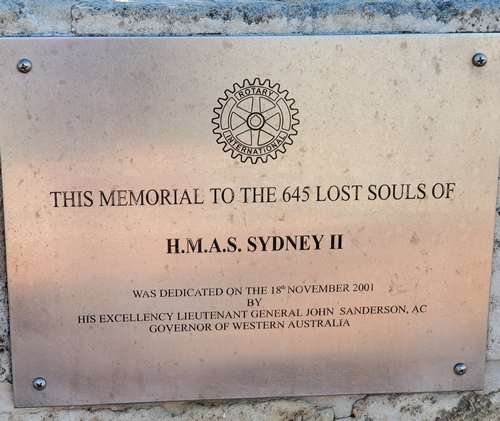 ROTARY
INTERNATIONAL
THIS MEMORIAL TO THE 645 LOST SOULS OF
H.M.A.S. SYDNEY II
WAS DEDICATED ON THE 18th NOVEMBER 2001
BY
HIS EXCELLENCY LIEUTENANT GENERAL JOHN SANDERSON, AC
GOVERNOR OF WESTERN AUSTRALIA